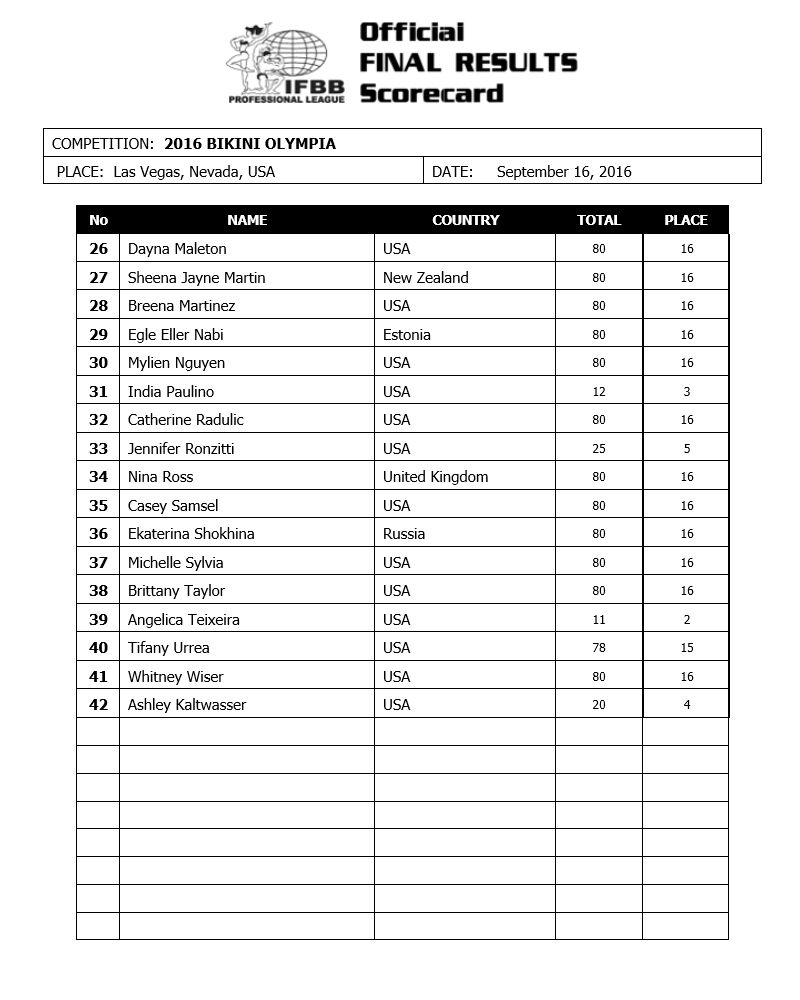 Official
FINAL RESULTS
Scorecard
IFBB
PROFESSIONAL LEAGUE
COMPETITION: 2016 BIKINI OLYMPIA
PLACE: Las Vegas, Nevada, USA DATE: September 16, 2016
No NAME COUNTRY TOTAL PLACE
26 Dayna Maleton USA 80 16
27 Sheena Jayne Martin New Zealand 80 16
28 Breena Martinez USA 80 16
29 Egle Eller Nabi Estonia 80 16
30 Mylien Nguyen USA 80 16
31 India Paulino USA 12 3
32 Catherine Radulic USA 80 16
33 Jennifer Ronzitti USA 25 5
34 Nina Ross United Kingdom 80 16
35 Casey Samsel USA 80 16
36 Ekaterina Shokhina Russia 80 16
37 Michelle Sylvia USA 80 16
38 Brittany Taylor USA 80 16
39 Angelica Teixeira USA 11 2
40 Tifany Urrea USA 78 15
41 Whitney Wiser USA 80 16
42 Ashley Kaltwasser USA 20 4